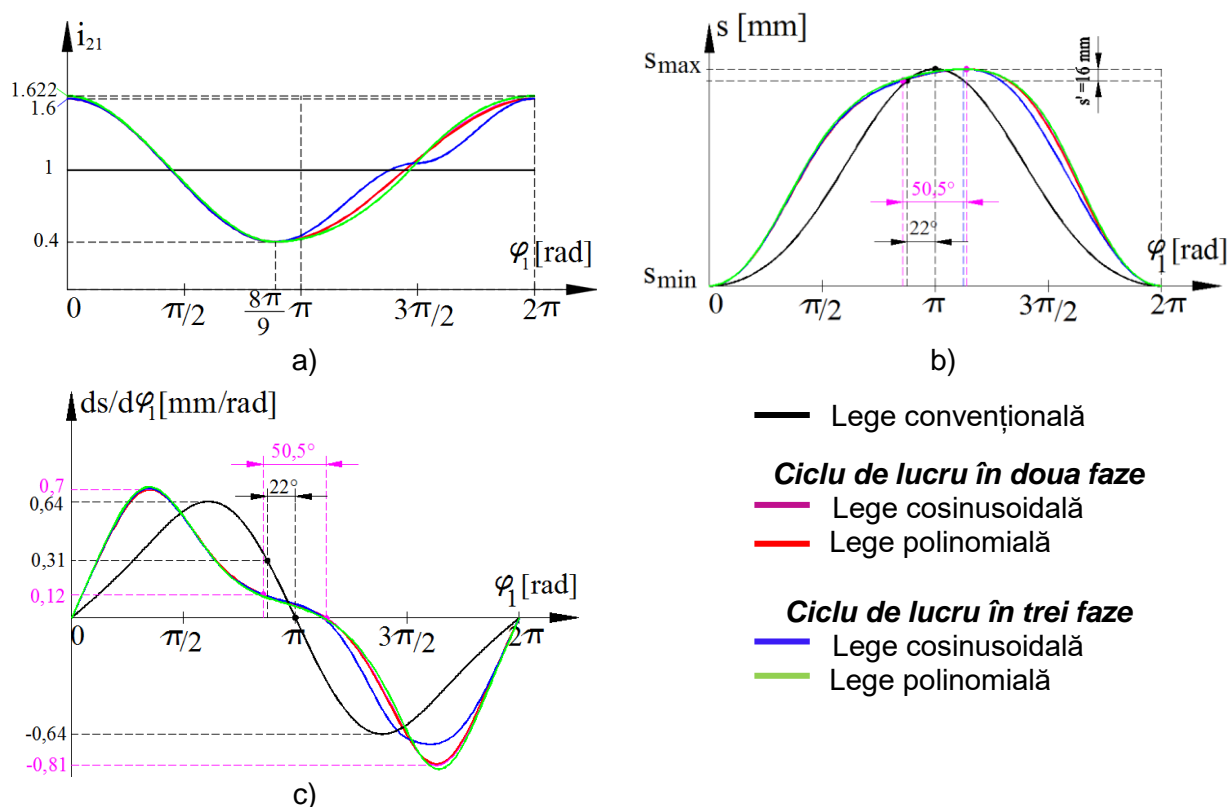 i₂₁
1.622
1.6
1
0.4
φ₁ [rad]
0
π/2
8π/9
π
3π/2
2π
a)
s [mm]
smax
s'=16 mm
50,5°
22°
smin
φ₁ [rad]
0
π/2
π
3π/2
2π
b)
ds/dφ₁[mm/rad]
50,5°
0,7
22°
0,64
0,31
0,12
φ₁ [rad]
0
π/2
π
3π/2
2π
-0,64
-0,81
c)
Lege convențională
Ciclu de lucru în doua faze
Lege cosinusoidală
Lege polinomială
Ciclu de lucru în trei faze
Lege cosinusoidală
Lege polinomială